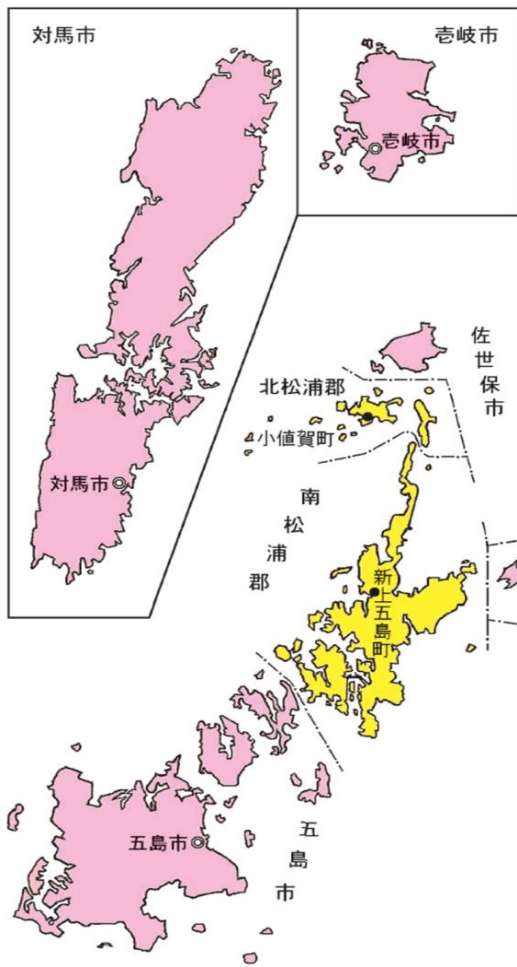 対馬市
壱岐市
壱岐市
佐世保市
北松浦郡
小値賀町
対馬市
南松浦郡
新上五島町
五島市
五島市